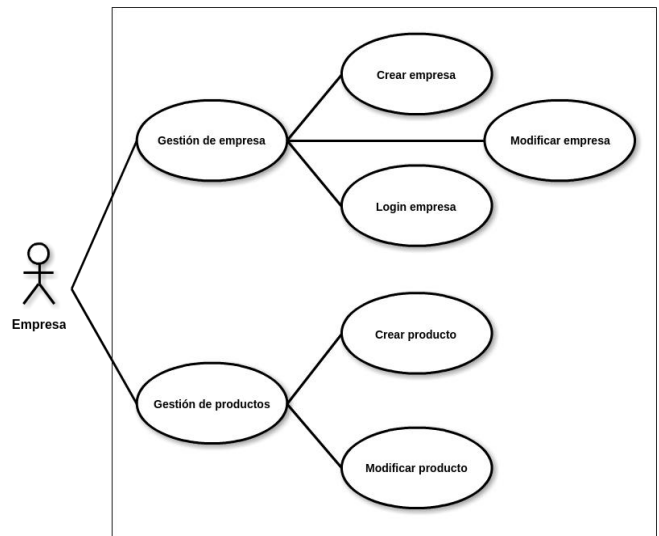 Crear empresa
Gestión de empresa
Modificar empresa
Login empresa
Empresa
Crear producto
Gestión de productos
Modificar producto